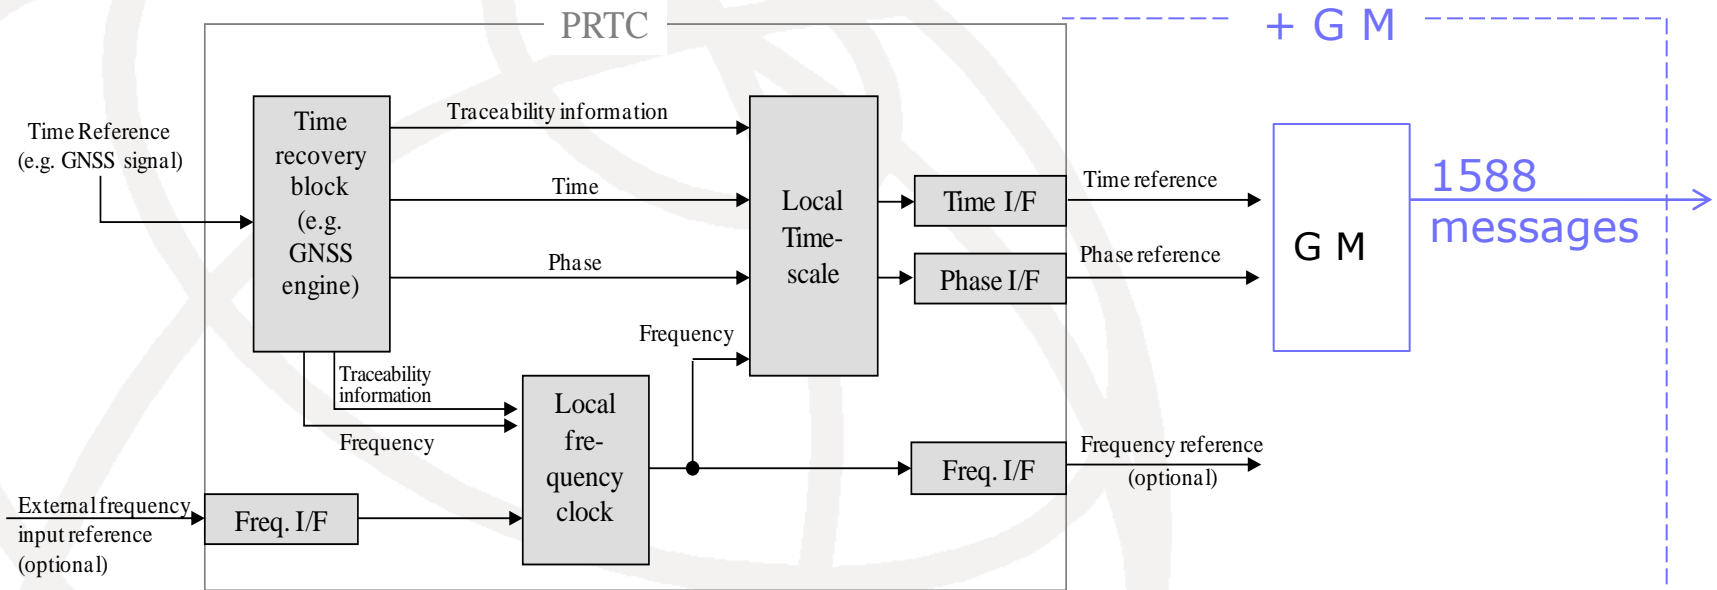 PRTC
+ G M
Time Reference
(e.g. GNSS signal)
Time
recovery
block
(e.g.
GNSS
engine)
Traceability information
Time
Phase
Local
Time-
scale
Time I/F
Phase I/F
Time reference
Phase reference
G M
1588
messages
Frequency
Traceability
information
Frequency
Local
fre-
quency
clock
Freq. I/F
Frequency reference
(optional)
External frequency
input reference
(optional)
Freq. I/F